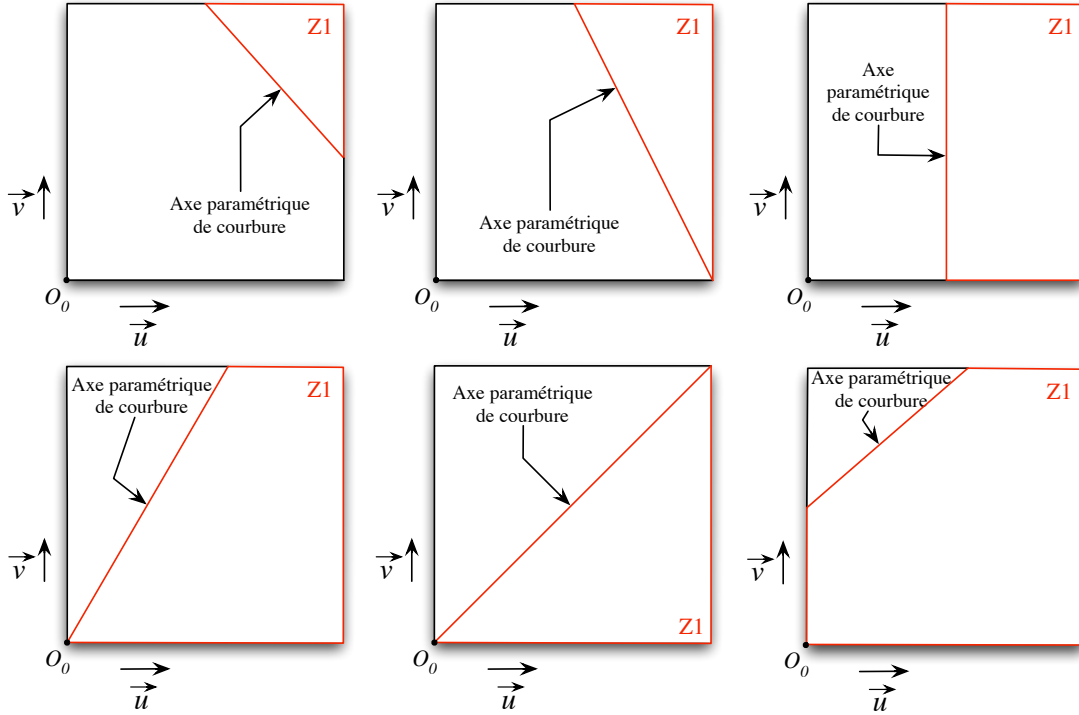 Z1
Axe paramétrique
de courbure
v
O0
u
Z1
Axe paramétrique
de courbure
v
O0
u
Z1
Axe
paramétrique
de courbure
v
O0
u
Axe paramétrique
de courbure
Z1
v
O0
u
Axe paramétrique
de courbure
Z1
v
O0
u
Axe paramétrique
de courbure
Z1
v
O0
u